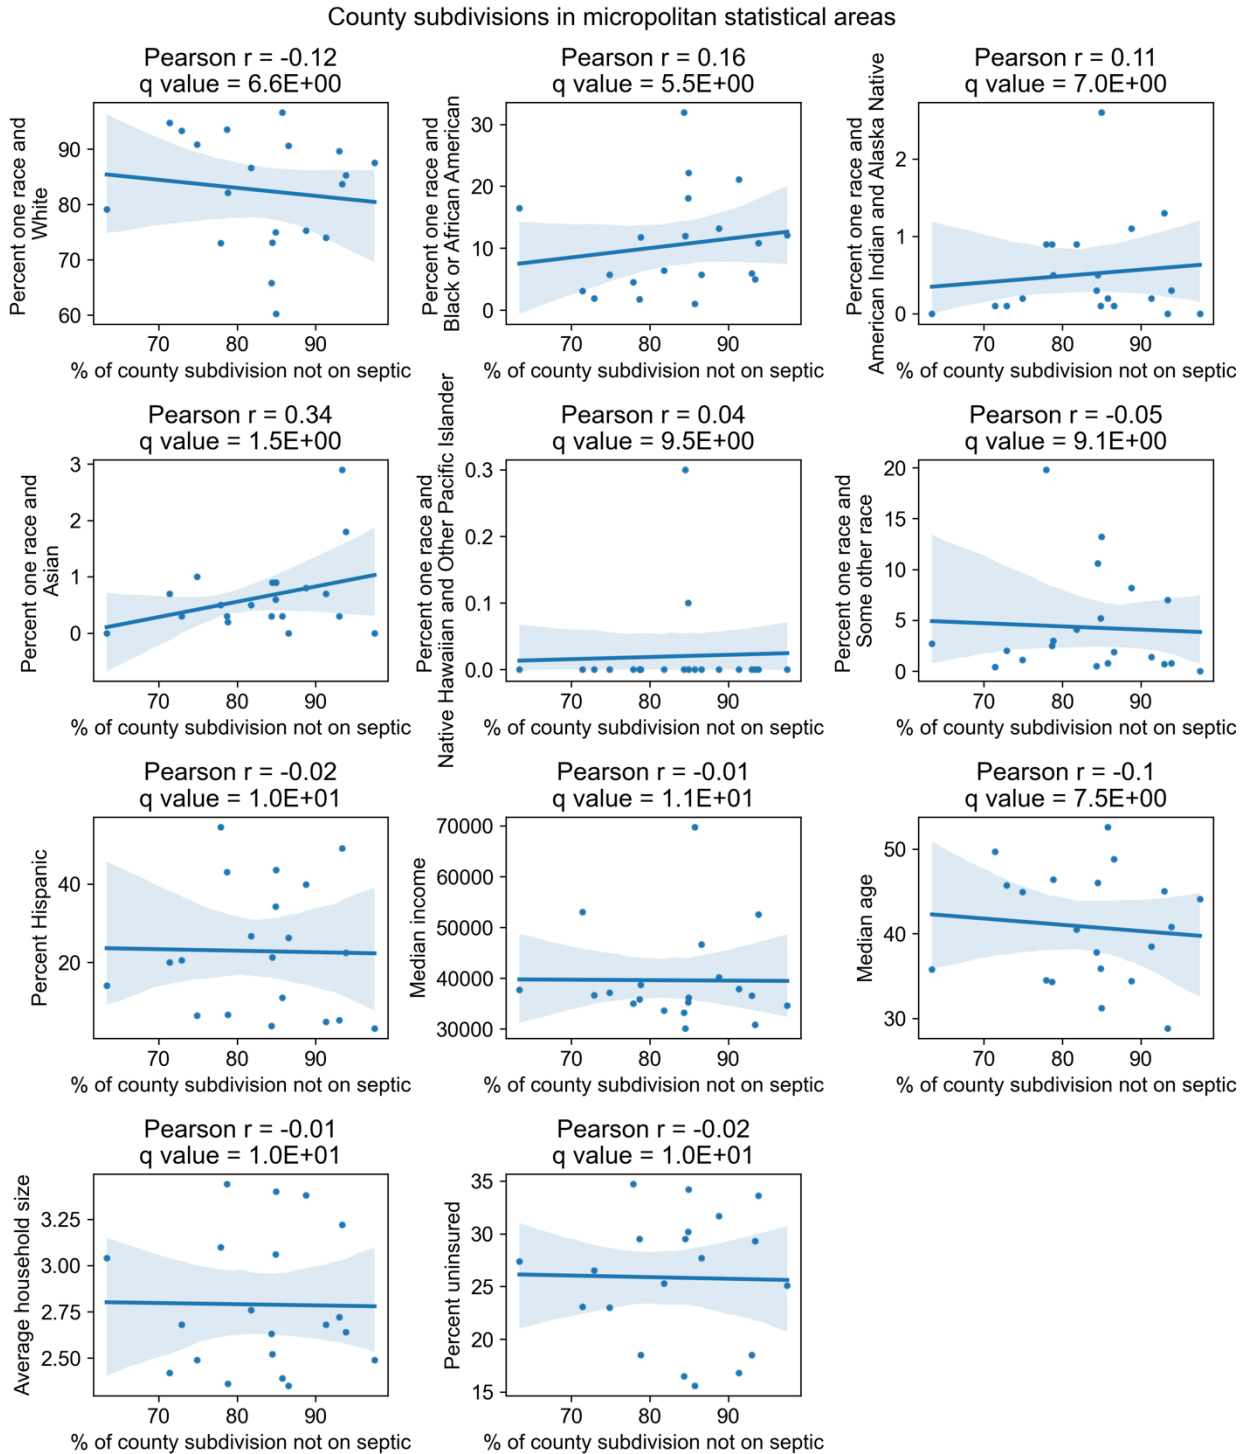 County subdivisions in micropolitan statistical areas
Pearson r = -0.12
q value = 6.6E+00
Percent one race and
White
90
80
70
60
70
80
90
% of county subdivision not on septic
Pearson r = 0.16
q value = 5.5E+00
Percent one race and
Black or African American
30
20
10
0
70
80
90
% of county subdivision not on septic
Pearson r = 0.11
q value = 7.0E+00
Percent one race and
American Indian and Alaska Native
2
1
0
70
80
90
% of county subdivision not on septic
Pearson r = 0.34
q value = 1.5E+00
Percent one race and
Asian
3
2
1
0
70
80
90
% of county subdivision not on septic
Pearson r = 0.04
q value = 9.5E+00
Percent one race and
Native Hawaiian and Other Pacific Islander
0.3
0.2
0.1
0.0
70
80
90
% of county subdivision not on septic
Pearson r = -0.05
q value = 9.1E+00
Percent one race and
Some other race
20
15
10
5
0
70
80
90
% of county subdivision not on septic
Pearson r = -0.02
q value = 1.0E+01
Percent Hispanic
40
20
70
80
90
% of county subdivision not on septic
Pearson r = -0.01
q value = 1.1E+01
Median income
70000
60000
50000
40000
30000
70
80
90
% of county subdivision not on septic
Pearson r = -0.1
q value = 7.5E+00
Median age
50
40
30
70
80
90
% of county subdivision not on septic
Pearson r = -0.01
q value = 1.0E+01
Average household size
3.25
3.00
2.75
2.50
70
80
90
% of county subdivision not on septic
Pearson r = -0.02
q value = 1.0E+01
Percent uninsured
35
30
25
20
15
70
80
90
% of county subdivision not on septic